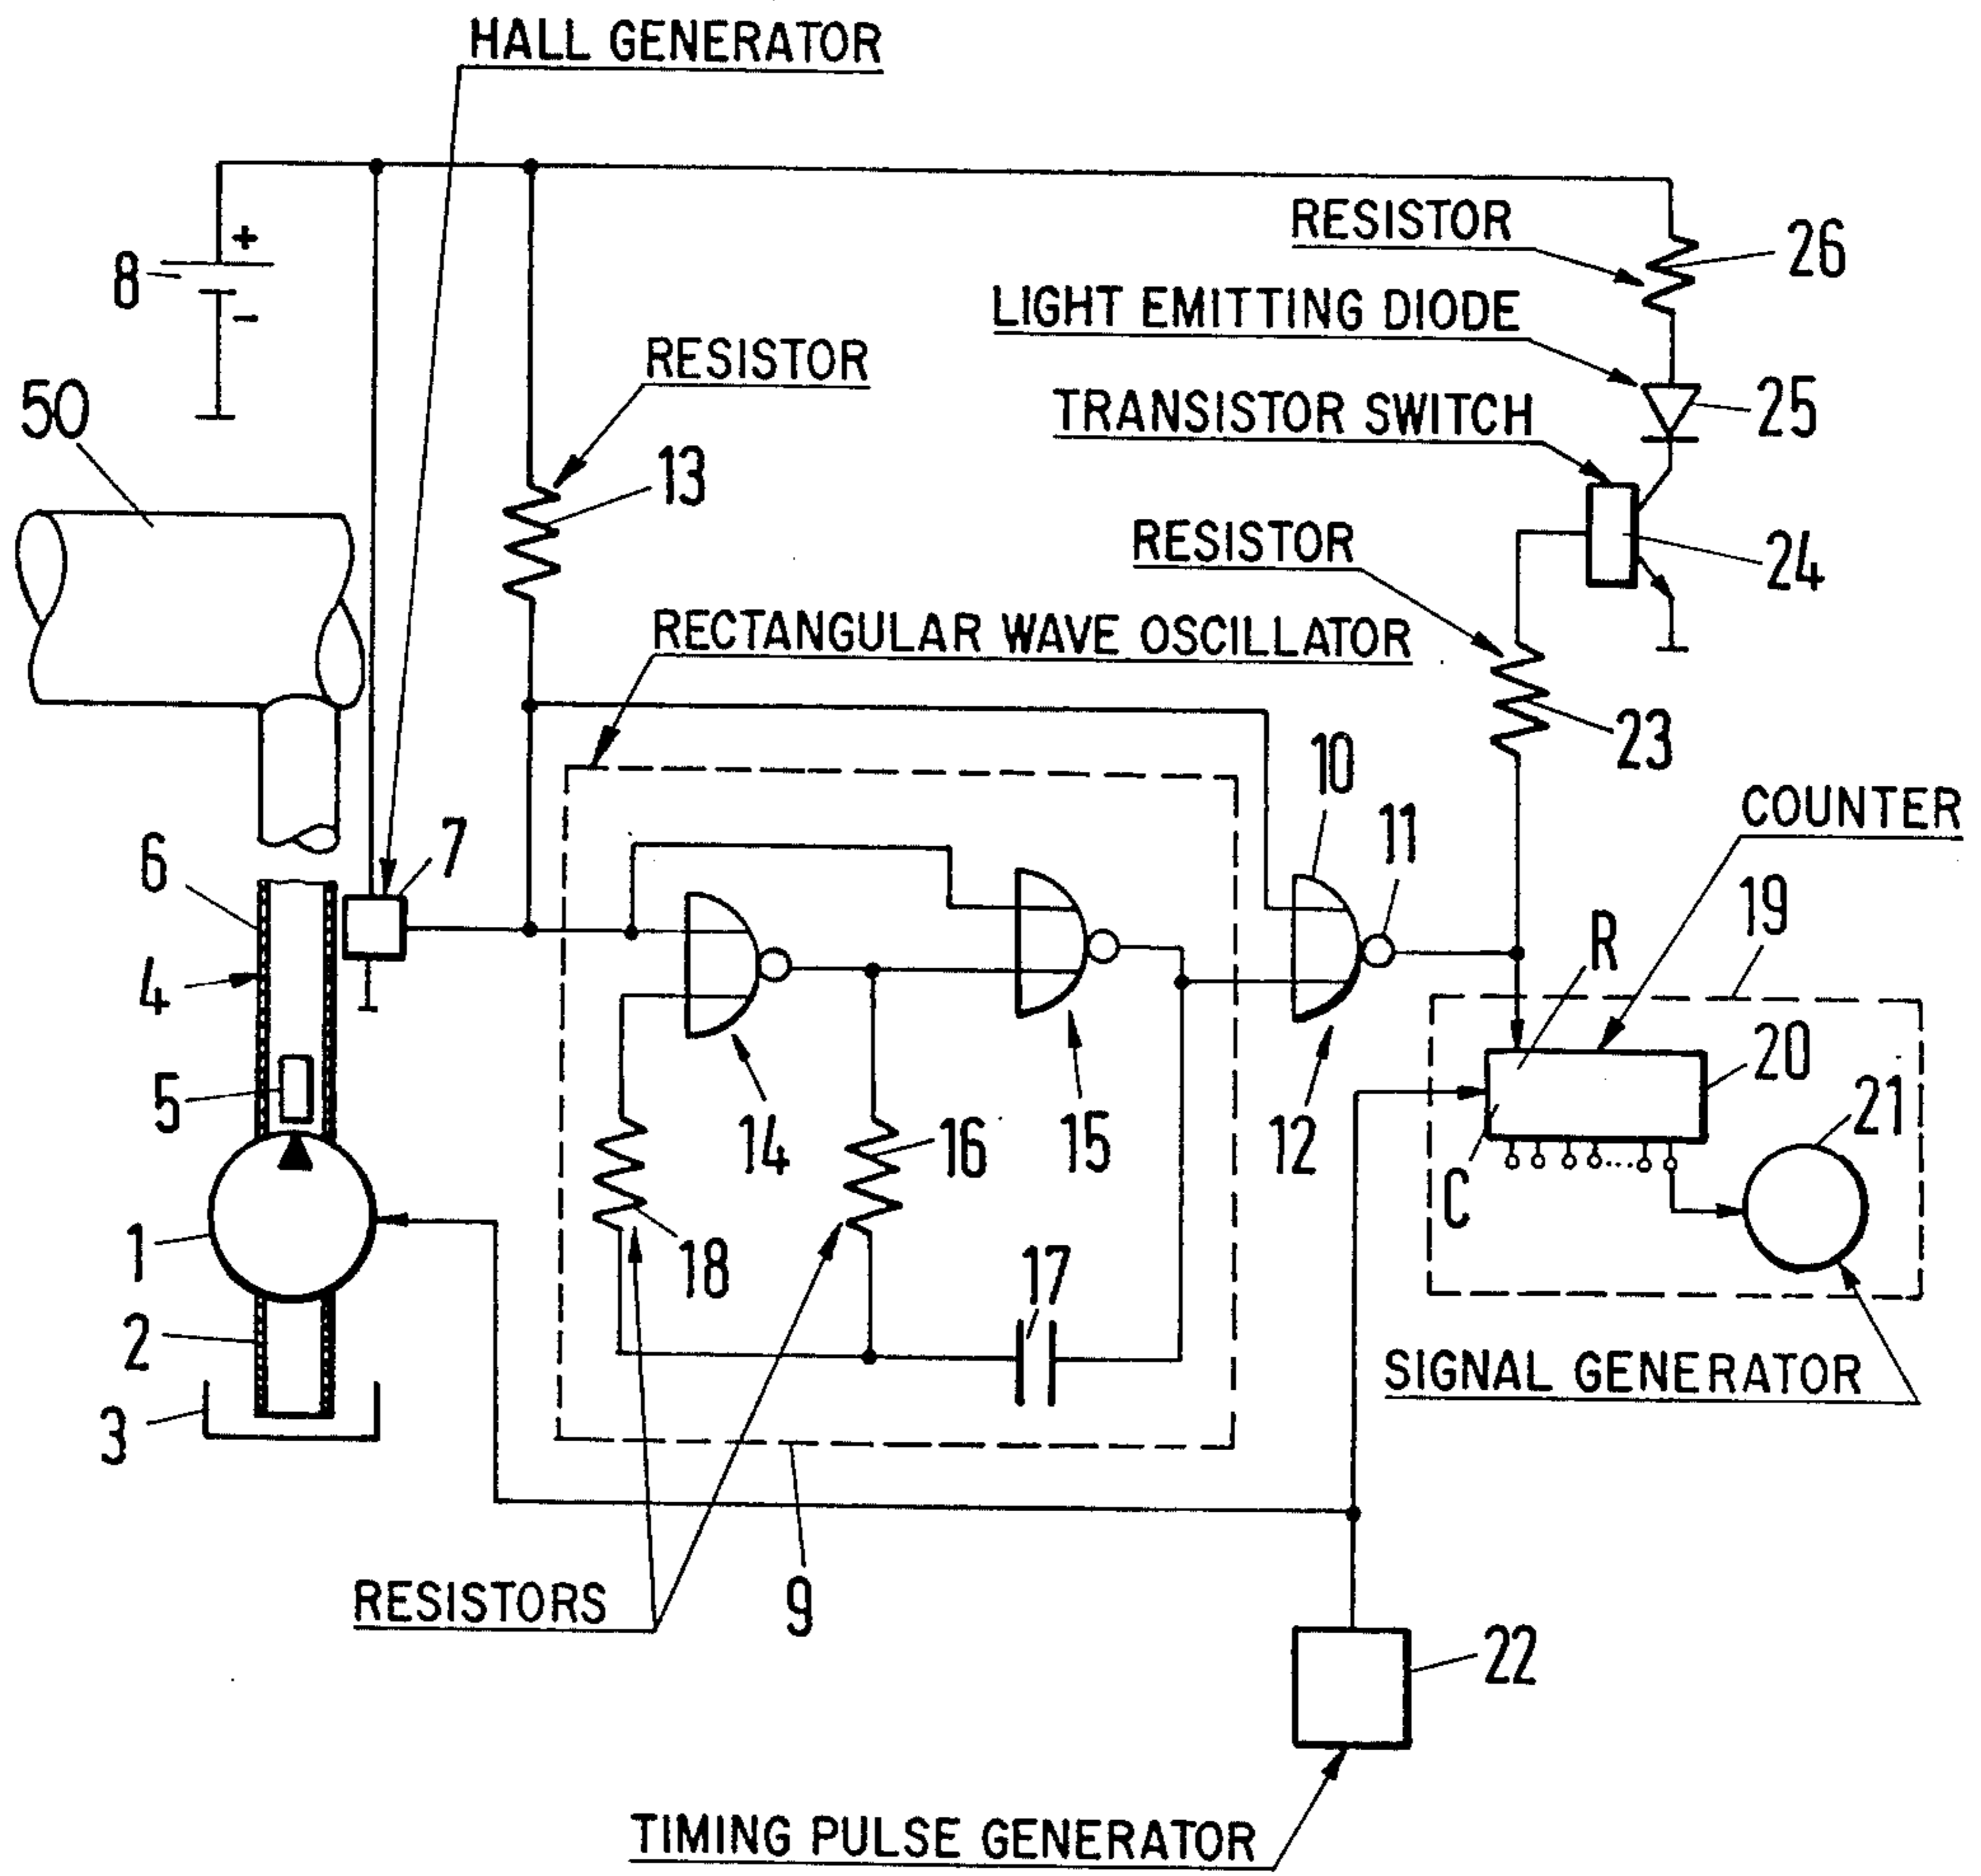 HALL GENERATOR
+
8
-
RESISTOR
26
LIGHT EMITTING DIODE
25
RESISTOR
50
TRANSISTOR SWITCH
13
RESISTOR
24
RECTANGULAR WAVE OSCILLATOR
23
10
COUNTER
6
7
11
19
4
R
5
14
16
15
12
20
21
C
1
18
17
2
SIGNAL GENERATOR
3
RESISTORS
9
22
TIMING PULSE GENERATOR